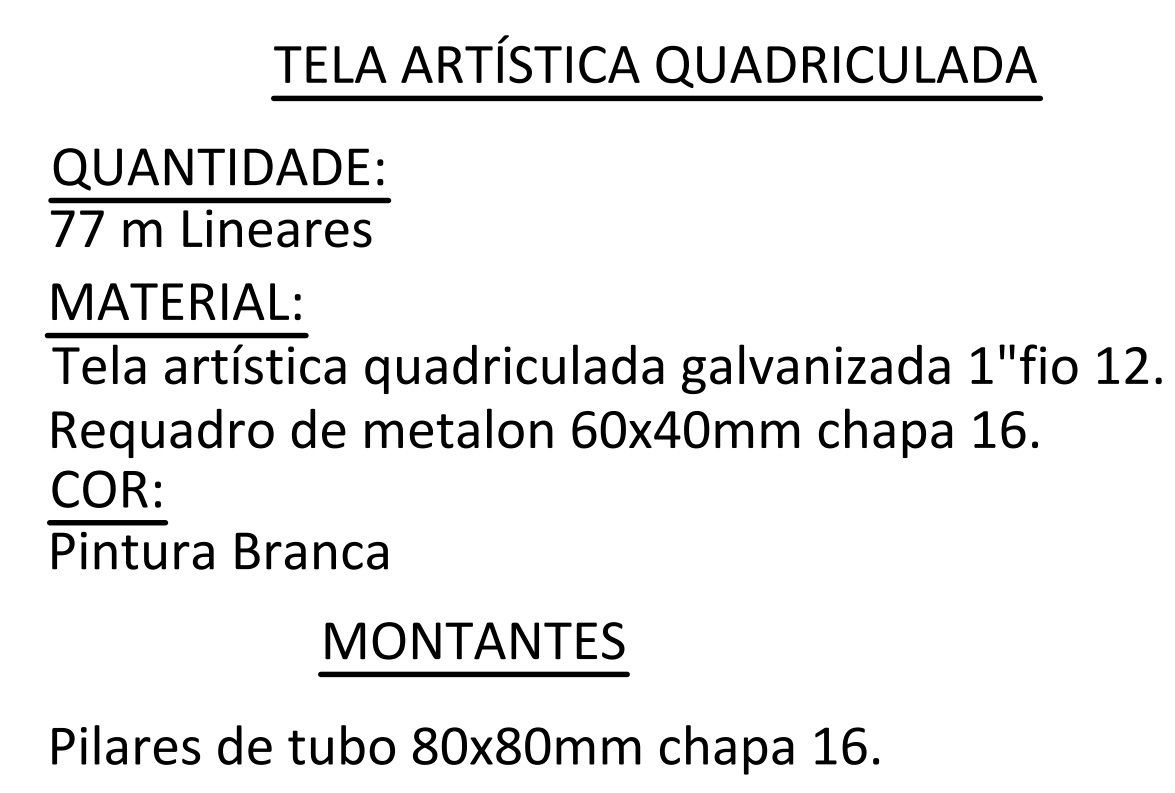 TELA ARTÍSTICA QUADRICULADA
QUANTIDADE:
77 m Lineares
MATERIAL:
Tela artística quadriculada galvanizada 1"fio 12.
Requadro de metalon 60x40mm chapa 16.
COR:
Pintura Branca
MONTANTES
Pilares de tubo 80x80mm chapa 16.